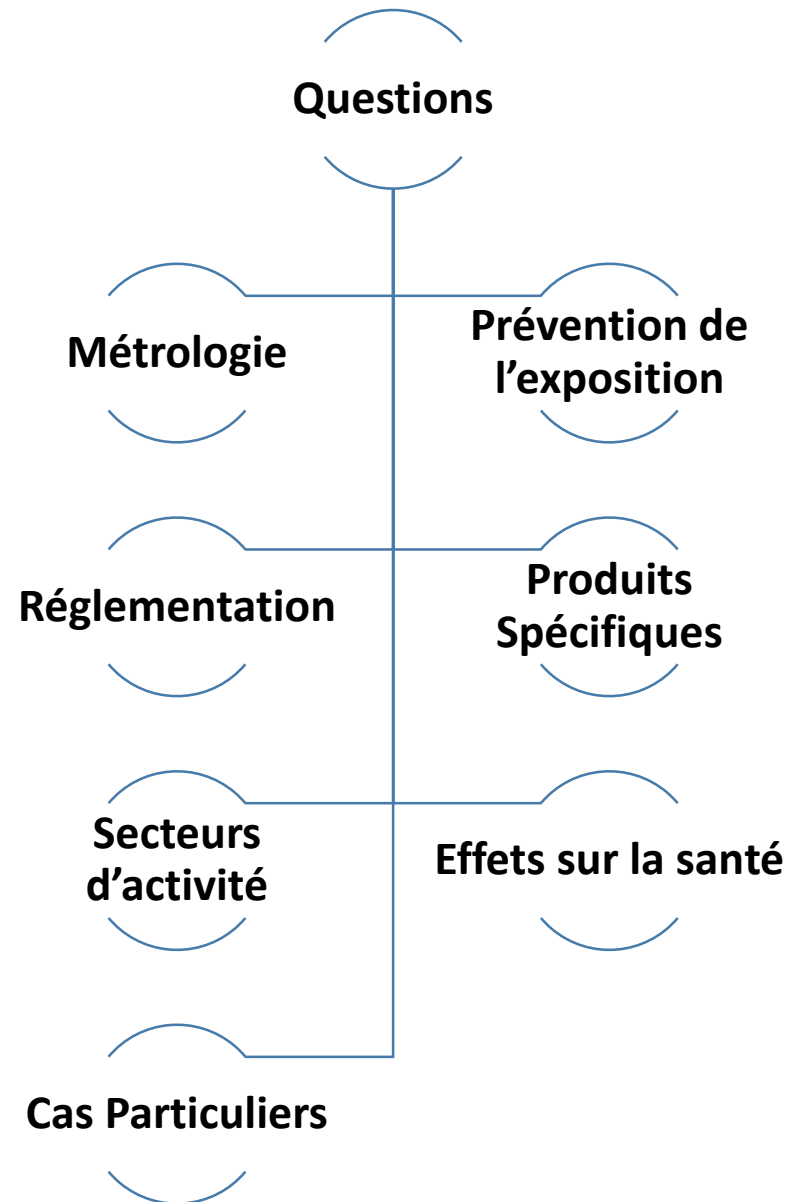 Questions
Métrologie
Prévention de
l’exposition
Réglementation
Produits
Spécifiques
Secteurs
d’activité
Effets sur la santé
Cas Particuliers